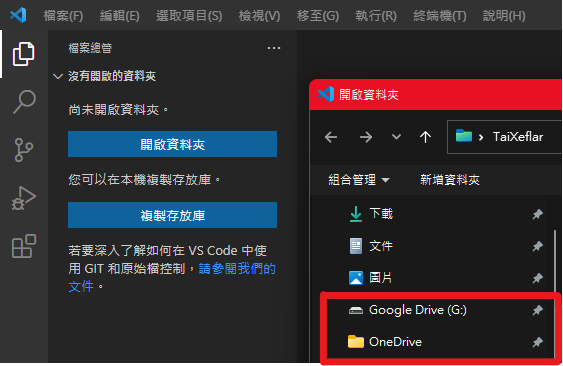 檔案(F) 編輯(E) 選取項目(S) 檢視(V) 移至(G) 執行(R) 終端機(T) 說明(H)
檔案總管
沒有開啟的資料夾
尚未開啟資料夾。
開啟資料夾
您可以在本機複製存放庫。
複製存放庫
若要深入了解如何在 VS Code 中使
用 GIT 和原始檔控制，請參閱我們的
文件。
開啟資料夾
TaiXeflar
組合管理 新增資料夾
下載
文件
圖片
Google Drive (G:)
OneDrive